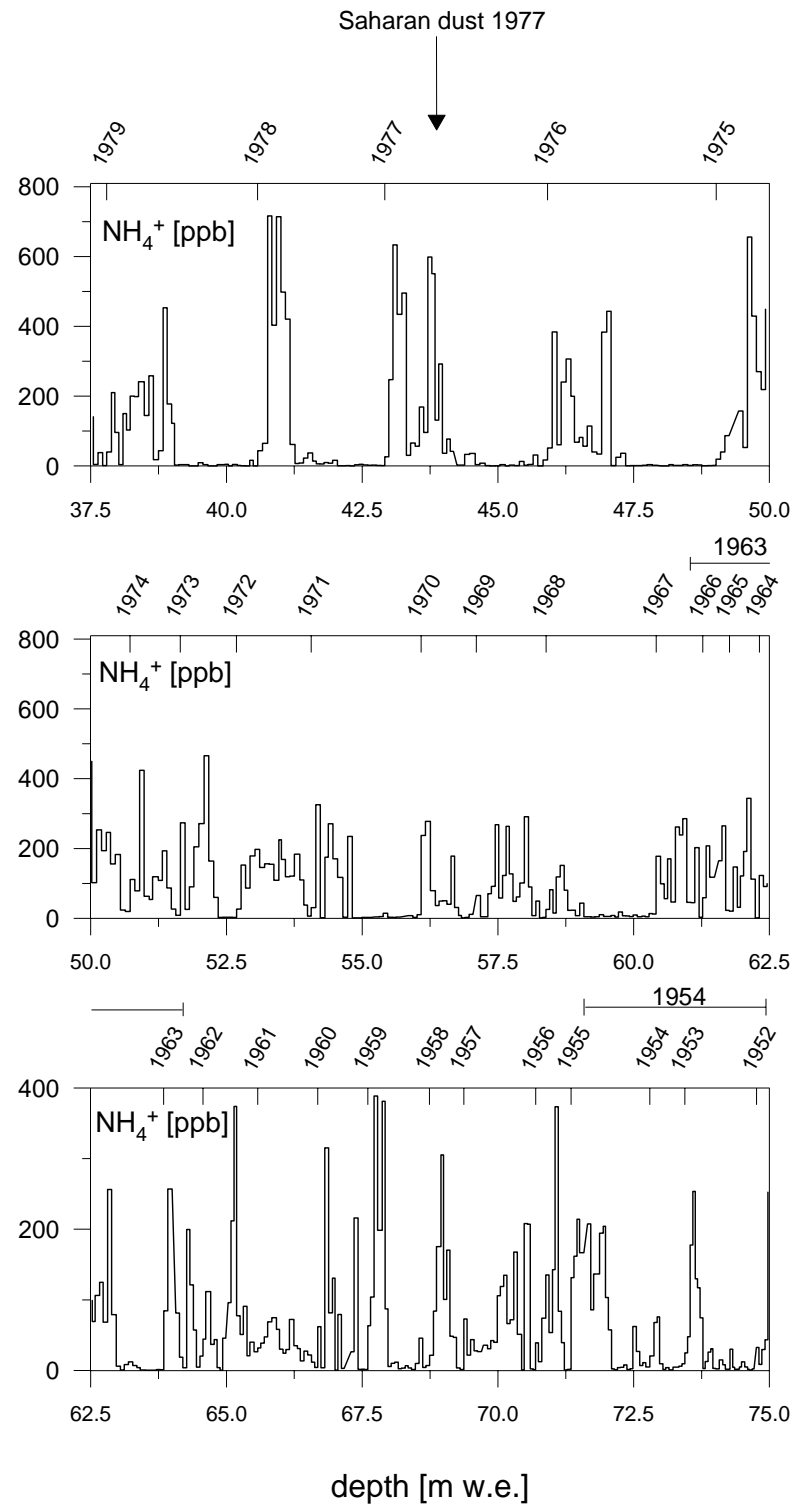 Saharan dust 1977
1979 1978 1977 1976 1975
800
NH₄⁺ [ppb]
600
400
200
0
37.5 40.0 42.5 45.0 47.5 50.0
1963
1974 1973 1972 1971 1970 1969 1968 1967 1966 1965 1964
800
NH₄⁺ [ppb]
600
400
200
0
50.0 52.5 55.0 57.5 60.0 62.5
1954
1963 1962 1961 1960 1959 1958 1957 1956 1955 1954 1953 1952
400
NH₄⁺ [ppb]
200
0
62.5 65.0 67.5 70.0 72.5 75.0
depth [m w.e.]